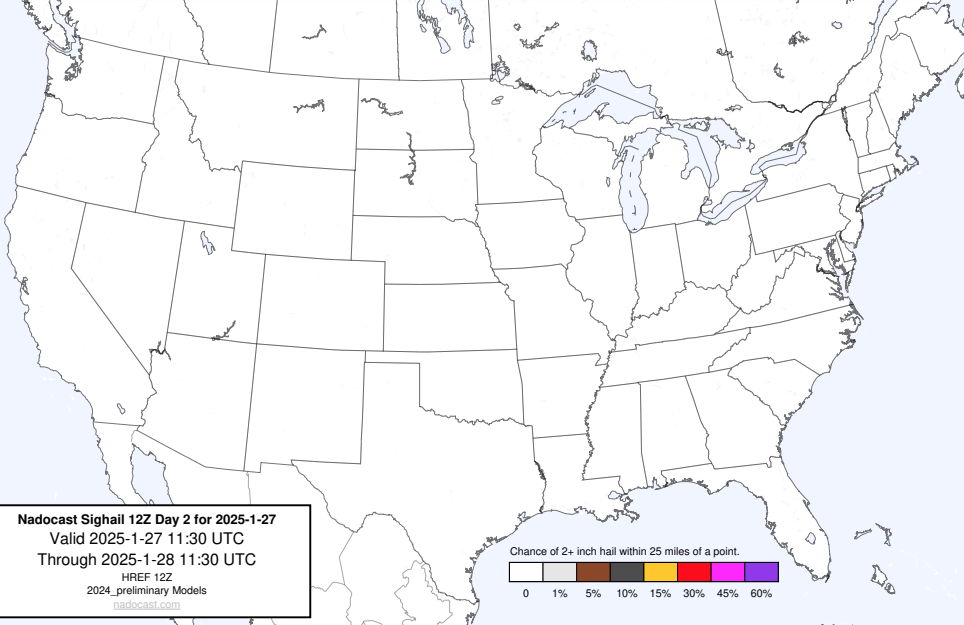 Nadocast Sighail 12Z Day 2 for 2025-1-27
Valid 2025-1-27 11:30 UTC
Through 2025-1-28 11:30 UTC
HREF 12Z
2024_preliminary Models
nadocast.com
Chance of 2+ inch hail within 25 miles of a point.
0 1% 5% 10% 15% 30% 45% 60%